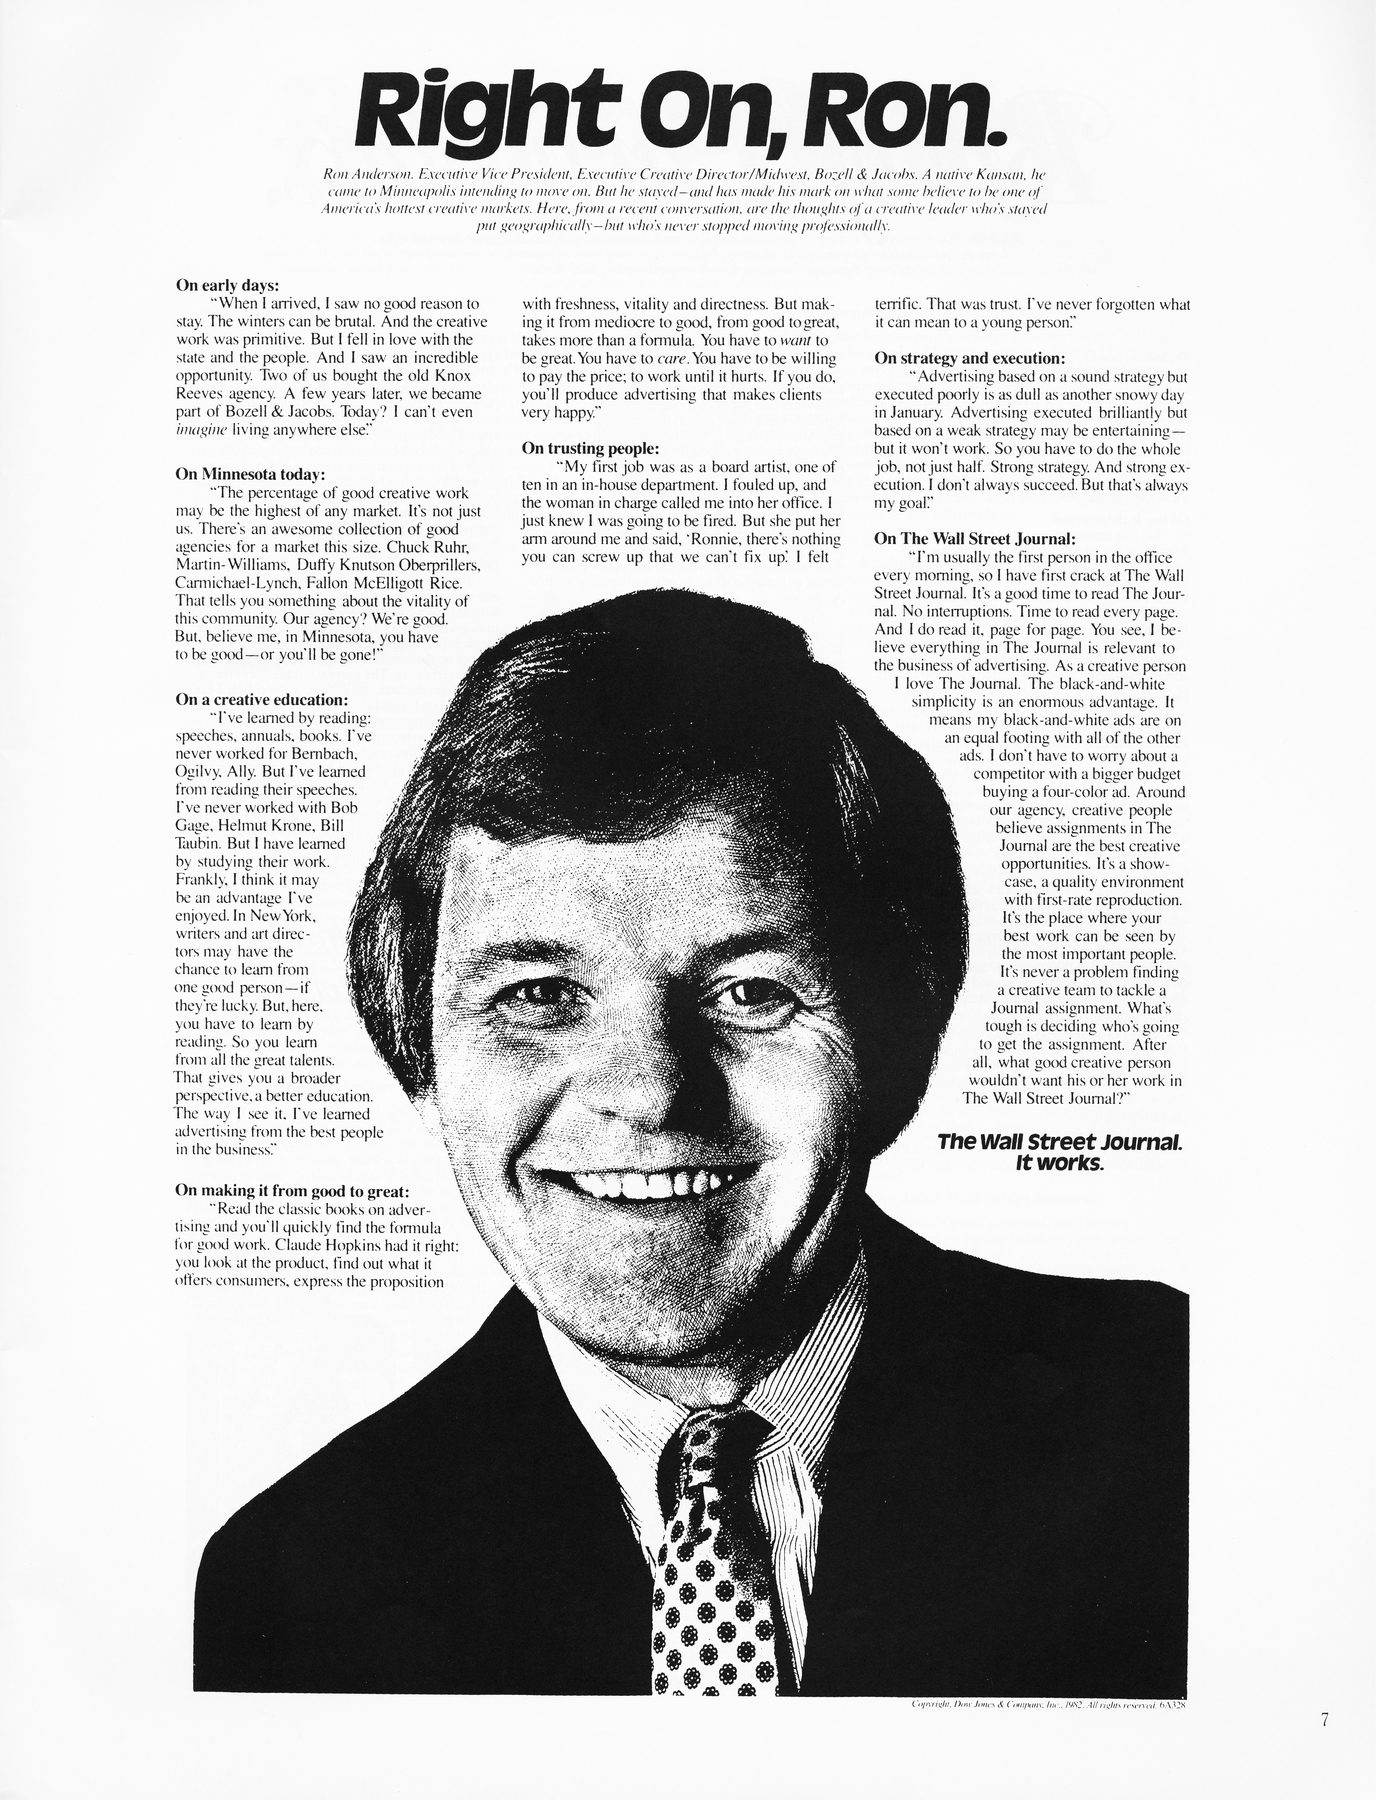 Right On, Ron.
Ron Anderson. Executive Vice President, Executive Creative Director/Midwest, Bozell & Jacobs. A native Kansan, he
came to Minneapolis intending to move on. But he stayed—and has made his mark on what some believe to be one of
America's hottest creative markets. Here, from a recent conversation, are the thoughts of a creative leader who's stayed
put geographically—but who's never stopped moving professionally.
On early days:
"When I arrived, I saw no good reason to
stay. The winters can be brutal. And the creative
work was primitive. But I fell in love with the
state and the people. And I saw an incredible
opportunity. Two of us bought the old Knox
Reeves agency. A few years later, we became
part of Bozell & Jacobs. Today? I can't even
imagine living anywhere else."
On Minnesota today:
"The percentage of good creative work
may be the highest of any market. It's not just
us. There's an awesome collection of good
agencies for a market this size. Chuck Ruhr,
Martin-Williams, Duffy Knutson Oberprillers,
Carmichael-Lynch, Fallon McElligott Rice.
That tells you something about the vitality of
this community. Our agency? We're good.
But, believe me, in Minnesota, you have
to be good—or you'll be gone!"
On a creative education:
"I've learned by reading:
speeches, annuals, books. I've
never worked for Bernbach,
Ogilvy, Ally. But I've learned
from reading their speeches.
I've never worked with Bob
Gage, Helmut Krone, Bill
Taubin. But I have learned
by studying their work.
Frankly, I think it may
be an advantage I've
enjoyed. In New York,
writers and art direc-
tors may have the
chance to learn from
one good person—if
they're lucky. But, here,
you have to learn by
reading. So you learn
from all the great talents.
That gives you a broader
perspective, a better education.
The way I see it, I've learned
advertising from the best people
in the business."
On making it from good to great:
"Read the classic books on adver-
tising and you'll quickly find the formula
for good work. Claude Hopkins had it right:
you look at the product, find out what it
offers consumers, express the proposition
with freshness, vitality and directness. But mak-
ing it from mediocre to good, from good to great,
takes more than a formula. You have to want to
be great. You have to care. You have to be willing
to pay the price; to work until it hurts. If you do,
you'll produce advertising that makes clients
very happy."
On trusting people:
"My first job was as a board artist, one of
ten in an in-house department. I fouled up, and
the woman in charge called me into her office. I
just knew I was going to be fired. But she put her
arm around me and said, 'Ronnie, there's nothing
you can screw up that we can't fix up.' I felt
terrific. That was trust. I've never forgotten what
it can mean to a young person."
On strategy and execution:
"Advertising based on a sound strategy but
executed poorly is as dull as another snowy day
in January. Advertising executed brilliantly but
based on a weak strategy may be entertaining—
but it won't work. So you have to do the whole
job, not just half. Strong strategy. And strong ex-
ecution. I don't always succeed. But that's always
my goal."
On The Wall Street Journal:
"I'm usually the first person in the office
every morning, so I have first crack at The Wall
Street Journal. It's a good time to read The Jour-
nal. No interruptions. Time to read every page.
And I do read it, page for page. You see, I be-
lieve everything in The Journal is relevant to
the business of advertising. As a creative person
I love The Journal. The black-and-white
simplicity is an enormous advantage. It
means my black-and-white ads are on
an equal footing with all of the other
ads. I don't have to worry about a
competitor with a bigger budget
buying a four-color ad. Around
our agency, creative people
believe assignments in The
Journal are the best creative
opportunities. It's a show-
case, a quality environment
with first-rate reproduction.
It's the place where your
best work can be seen by
the most important people.
It's never a problem finding
a creative team to tackle a
Journal assignment. What's
tough is deciding who's going
to get the assignment. After
all, what good creative person
wouldn't want his or her work in
The Wall Street Journal?"
The Wall Street Journal.
It works.
Copyright, Dow Jones & Company, Inc., 1982. All rights reserved. 6A328
7